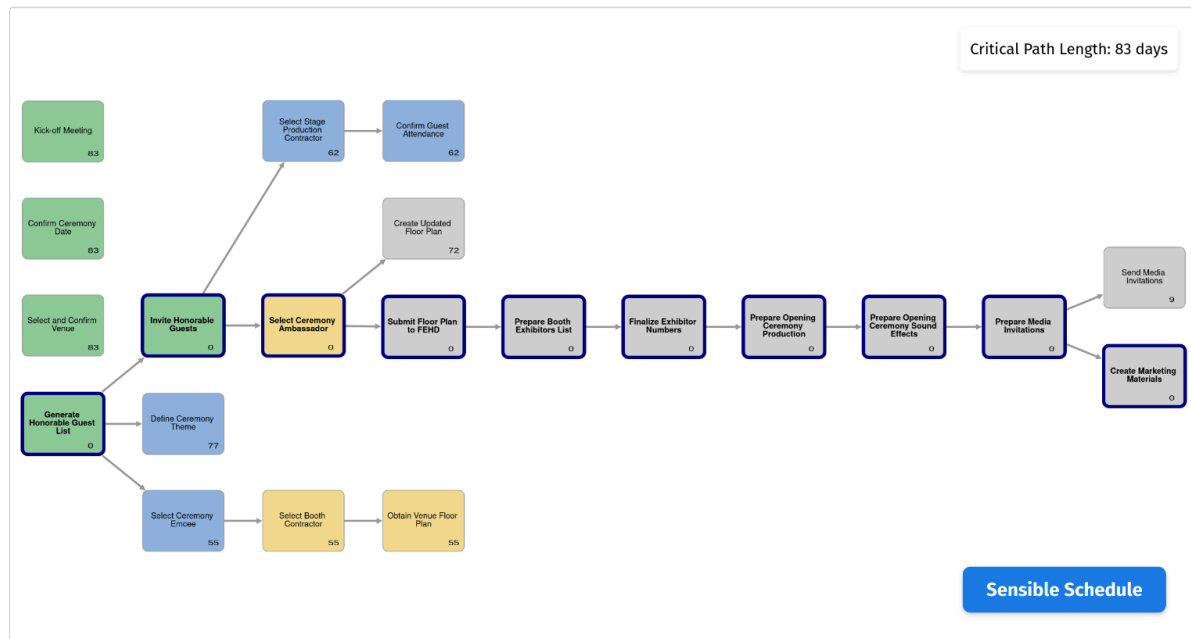 Critical Path Length: 83 days
Kick-off Meeting
83
Select Stage
Production
Contractor
62
Confirm Guest
Attendance
62
Confirm Ceremony
Date
83
Create Updated
Floor Plan
72
Select and Confirm
Venue
83
Invite Honorable
Guests
0
Select Ceremony
Ambassador
0
Submit Floor Plan
to FEHD
0
Prepare Booth
Exhibitors List
0
Finalize Exhibitor
Numbers
0
Prepare Opening
Ceremony
Production
0
Prepare Opening
Ceremony Sound
Effects
0
Prepare Media
Invitations
0
Send Media
Invitations
9
Create Marketing
Materials
0
Generate
Honorable Guest
List
0
Define Ceremony
Theme
77
Select Ceremony
Emcee
55
Select Booth
Contractor
55
Obtain Venue Floor
Plan
55
Sensible Schedule